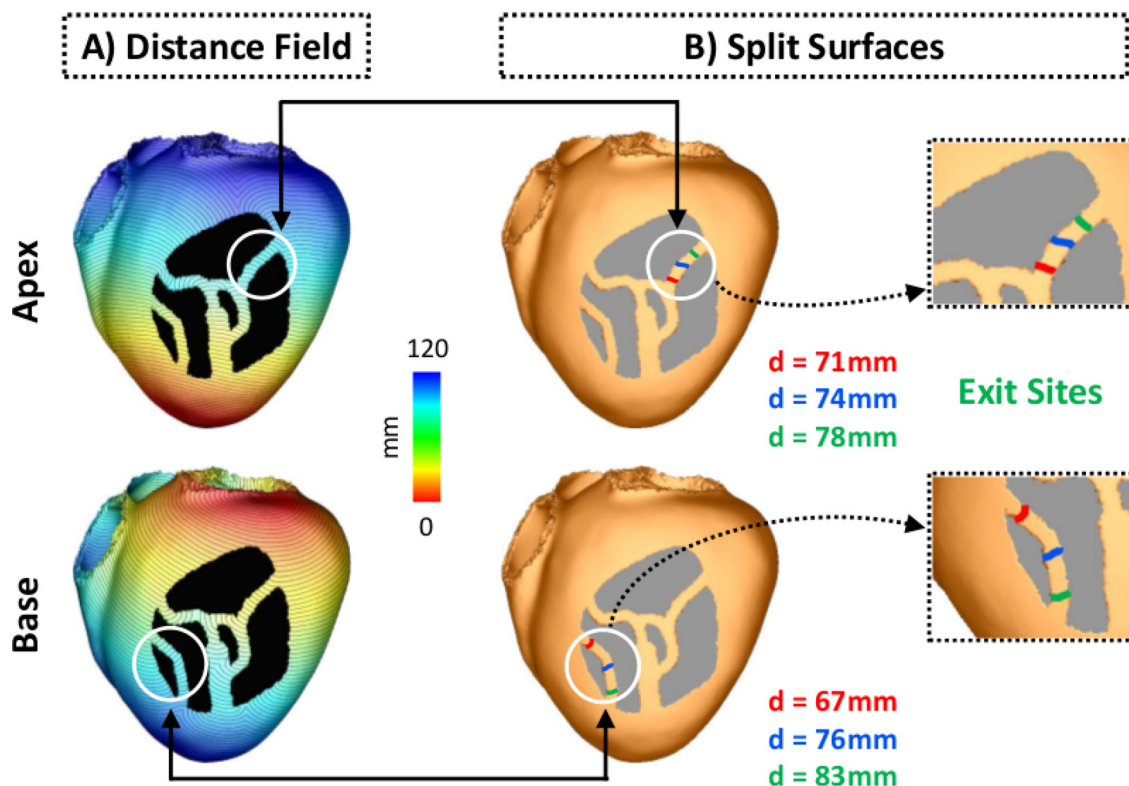 A) Distance Field
B) Split Surfaces
Apex
d = 71mm
d = 74mm
d = 78mm
Exit Sites
120
mm
0
Base
d = 67mm
d = 76mm
d = 83mm